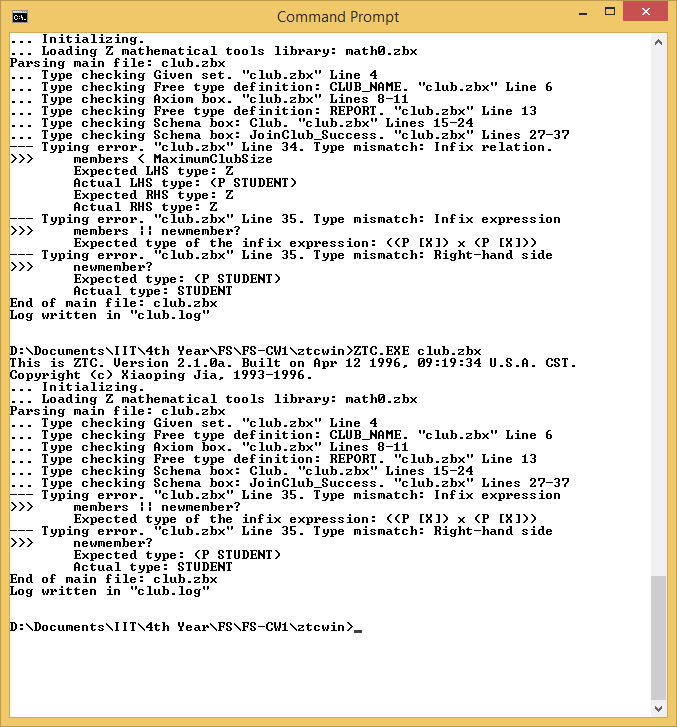 Command Prompt
... Initializing.
... Loading Z mathematical tools library: math0.zbx
Parsing main file: club.zbx
... Type checking Given set. "club.zbx" Line 4
... Type checking Free type definition: CLUB_NAME. "club.zbx" Line 6
... Type checking Axiom box. "club.zbx" Lines 8-11
... Type checking Free type definition: REPORT. "club.zbx" Line 13
... Type checking Schema box: Club. "club.zbx" Lines 15-24
... Type checking Schema box: JoinClub_Success. "club.zbx" Lines 27-37
--- Typing error. "club.zbx" Line 34. Type mismatch: Infix relation.
>>> members < MaximumClubSize
Expected LHS type: Z
Actual LHS type: (P STUDENT)
Expected RHS type: Z
Actual RHS type: Z
--- Typing error. "club.zbx" Line 35. Type mismatch: Infix expression
>>> members || newmember?
Expected type of the infix expression: ((P [X]) x (P [X]))
--- Typing error. "club.zbx" Line 35. Type mismatch: Right-hand side
>>> newmember?
Expected type: (P STUDENT)
Actual type: STUDENT
End of main file: club.zbx
Log written in "club.log"
D:\Documents\IIT\4th Year\FS\FS-CW1\ztcwin>ZTC.EXE club.zbx
This is ZTC. Version 2.1.0a. Built on Apr 12 1996, 09:19:34 U.S.A. CST.
Copyright (c) Xiaoping Jia, 1993-1996.
... Initializing.
... Loading Z mathematical tools library: math0.zbx
Parsing main file: club.zbx
... Type checking Given set. "club.zbx" Line 4
... Type checking Free type definition: CLUB_NAME. "club.zbx" Line 6
... Type checking Axiom box. "club.zbx" Lines 8-11
... Type checking Free type definition: REPORT. "club.zbx" Line 13
... Type checking Schema box: Club. "club.zbx" Lines 15-24
... Type checking Schema box: JoinClub_Success. "club.zbx" Lines 27-37
--- Typing error. "club.zbx" Line 35. Type mismatch: Infix expression
>>> members || newmember?
Expected type of the infix expression: ((P [X]) x (P [X]))
--- Typing error. "club.zbx" Line 35. Type mismatch: Right-hand side
>>> newmember?
Expected type: (P STUDENT)
Actual type: STUDENT
End of main file: club.zbx
Log written in "club.log"
D:\Documents\IIT\4th Year\FS\FS-CW1\ztcwin>_